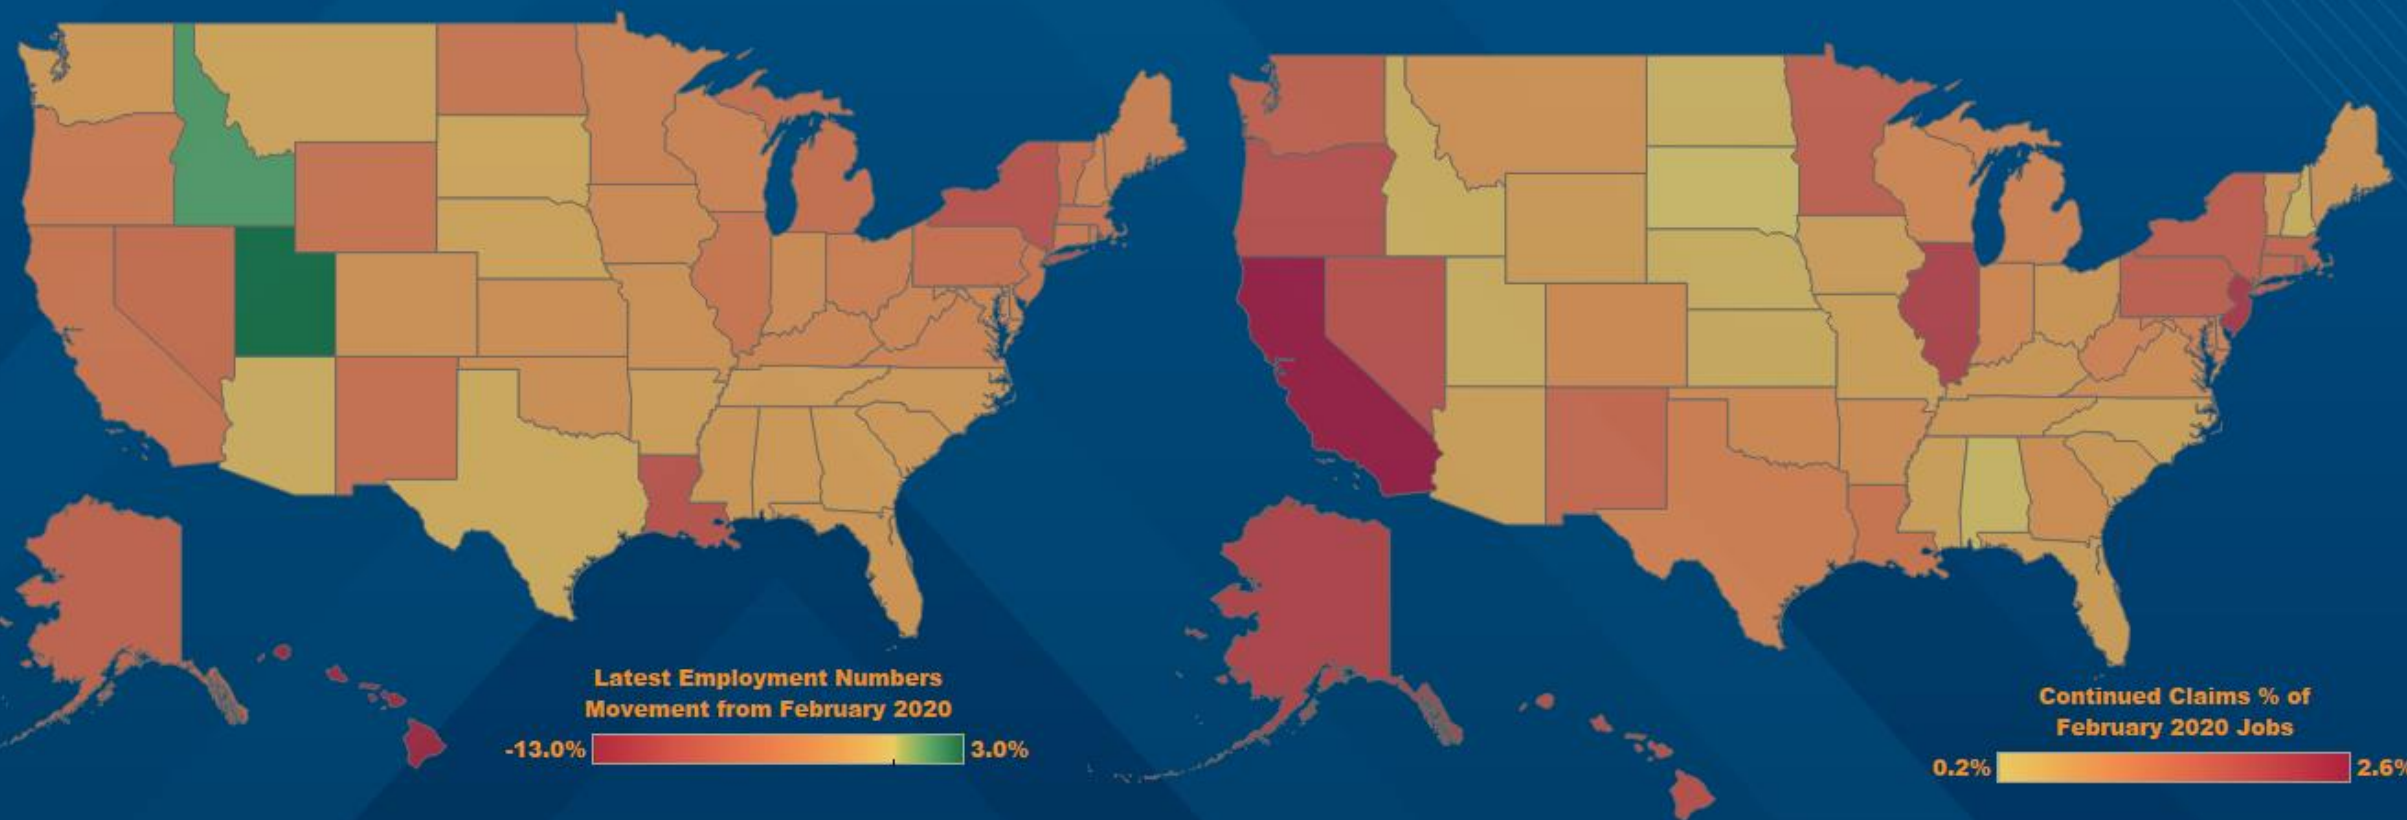 Latest Employment Numbers
Movement from February 2020
-13.0% 3.0%
Continued Claims % of
February 2020 Jobs
0.2% 2.6%